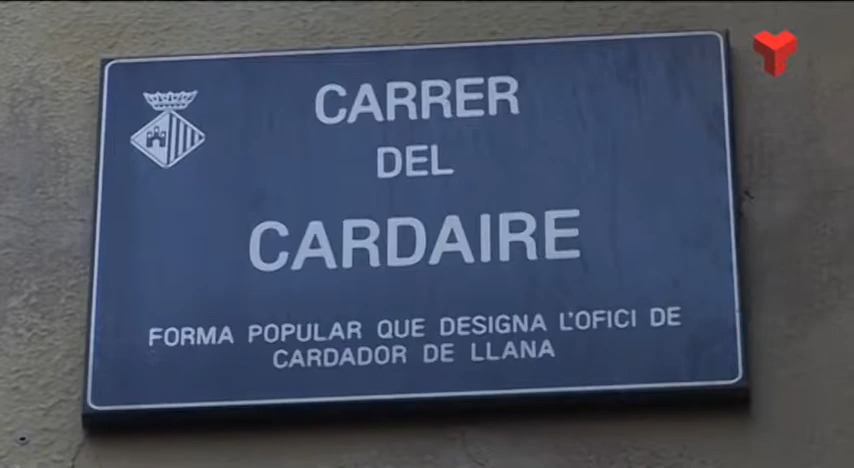 CARRER
DEL
CARDAIRE
FORMA POPULAR QUE DESIGNA L'OFICI DE
CARDADOR DE LLANA